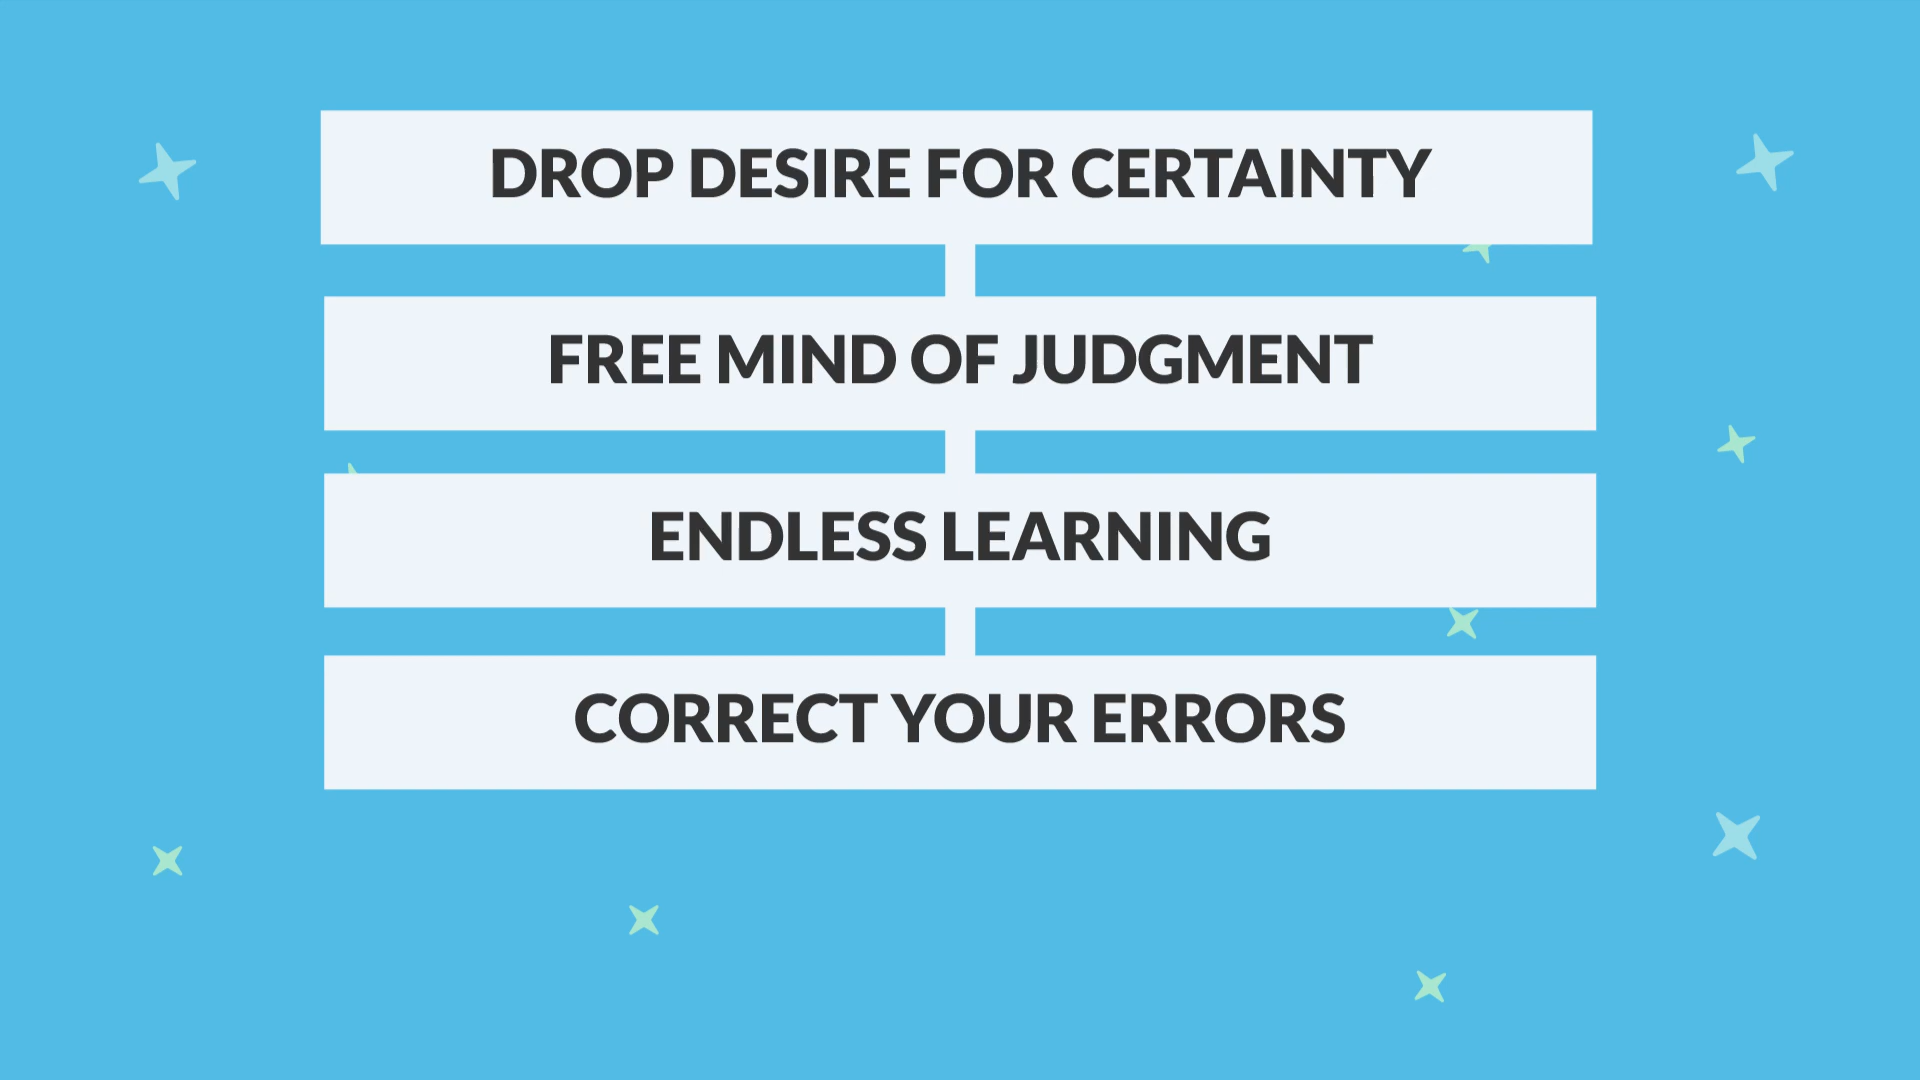 DROP DESIRE FOR CERTAINTY
FREE MIND OF JUDGMENT
ENDLESS LEARNING
CORRECT YOUR ERRORS